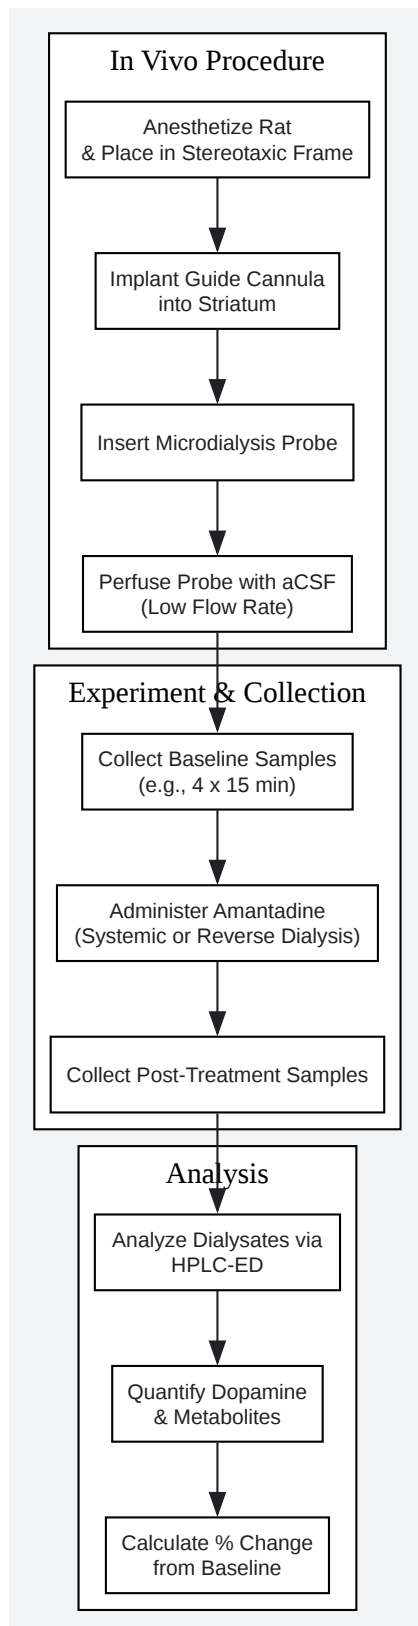 In Vivo Procedure
Anesthetize Rat
& Place in Stereotaxic Frame
Implant Guide Cannula
into Striatum
Insert Microdialysis Probe
Perfuse Probe with aCSF
(Low Flow Rate)
Experiment & Collection
Collect Baseline Samples
(e.g., 4 x 15 min)
Administer Amantadine
(Systemic or Reverse Dialysis)
Collect Post-Treatment Samples
Analysis
Analyze Dialysates via
HPLC-ED
Quantify Dopamine
& Metabolites
Calculate % Change
from Baseline